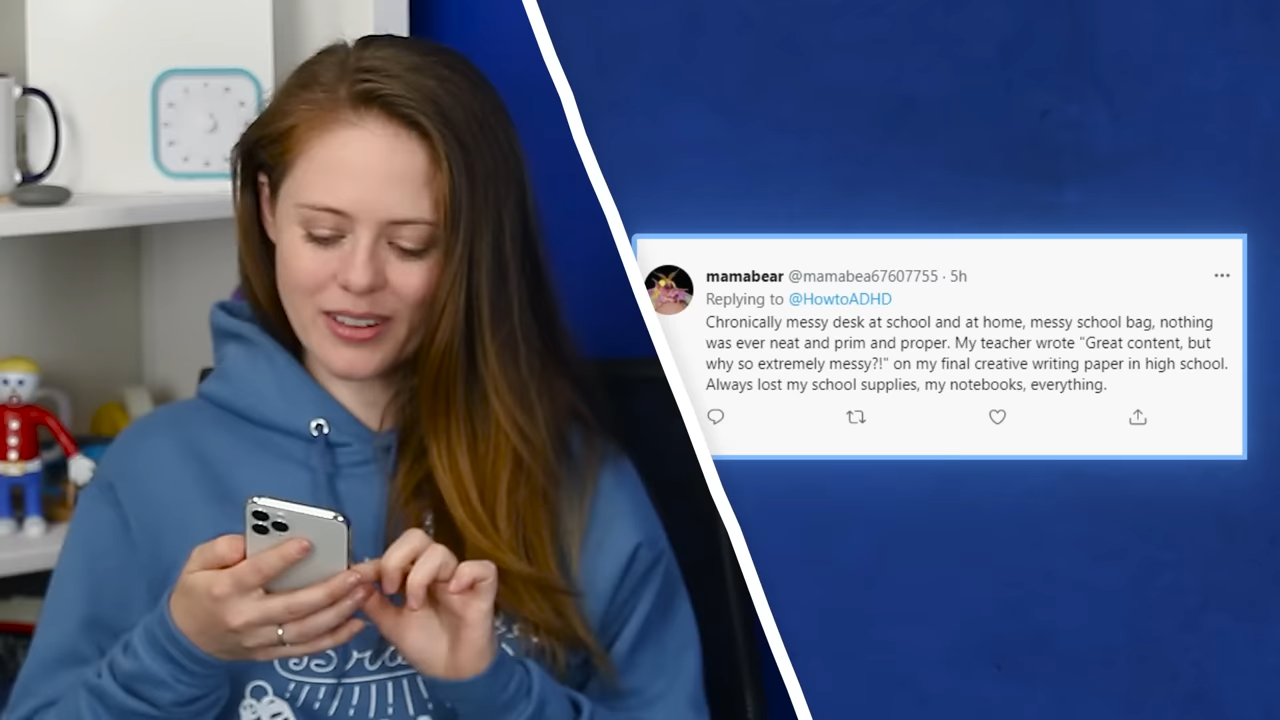 mamabear @mamabea67607755 · 5h
Replying to @HowtoADHD
Chronically messy desk at school and at home, messy school bag, nothing
was ever neat and prim and proper. My teacher wrote "Great content, but
why so extremely messy?!" on my final creative writing paper in high school.
Always lost my school supplies, my notebooks, everything.